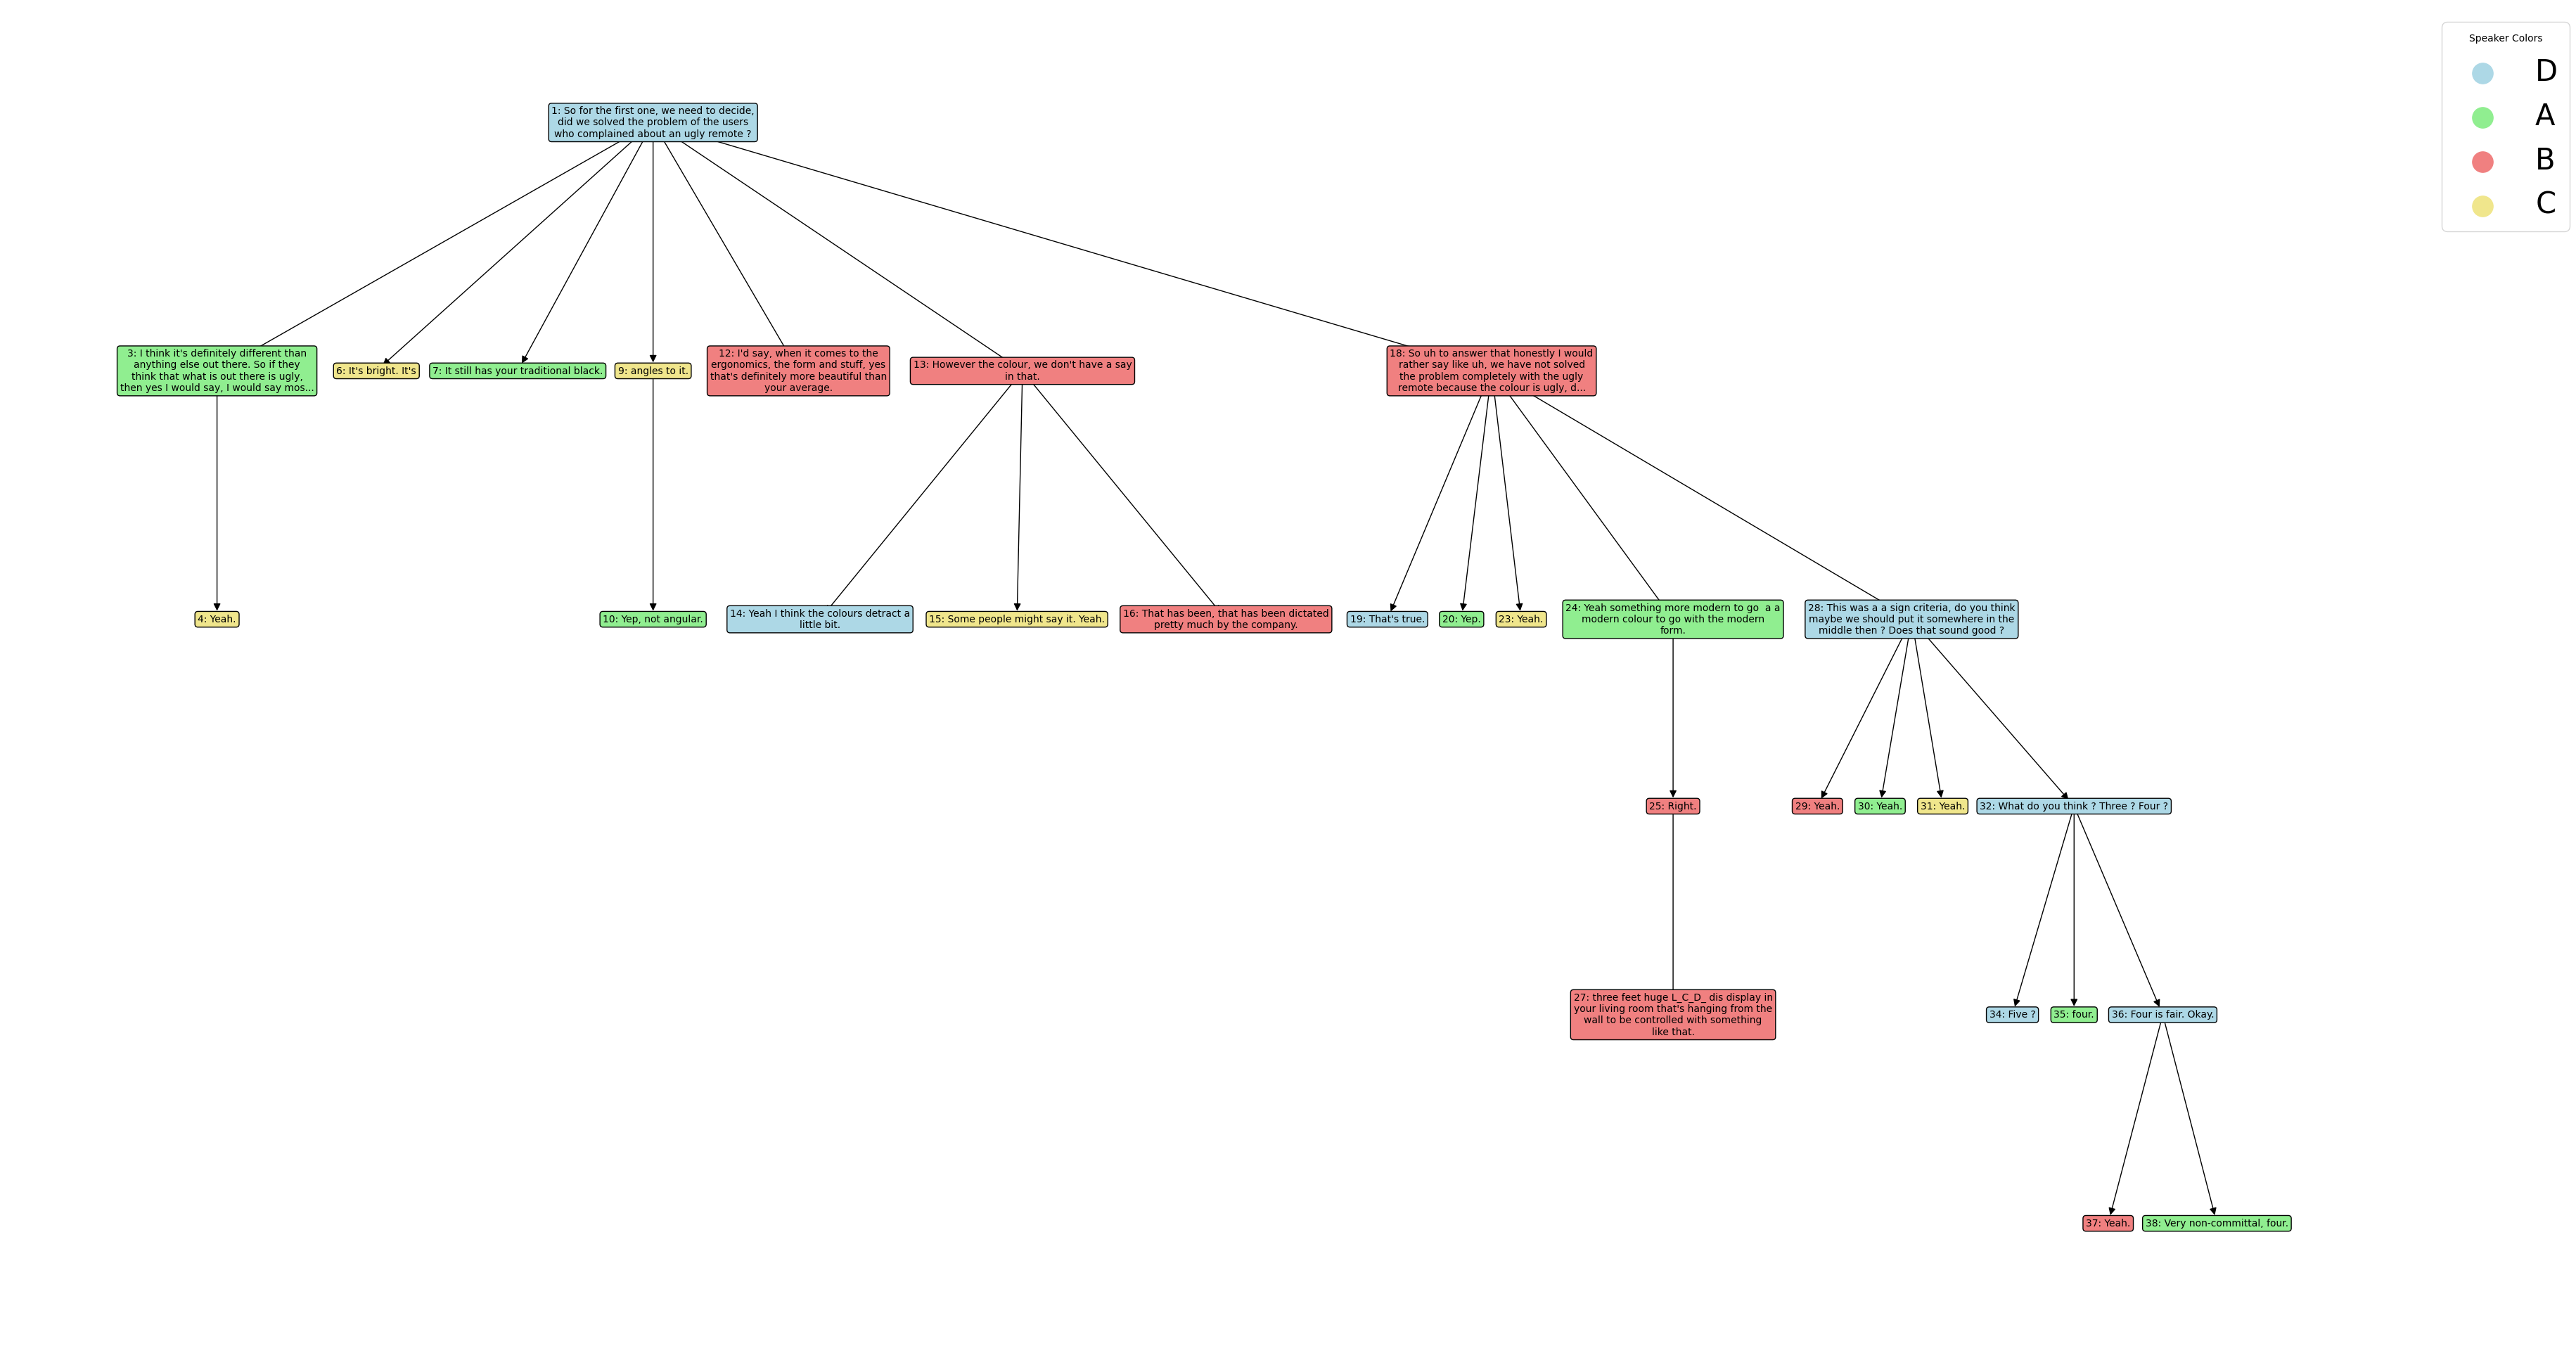 Speaker Colors
D
A
B
C
1: So for the first one, we need to decide,
did we solved the problem of the users
who complained about an ugly remote ?
3: I think it's definitely different than
anything else out there. So if they
think that what is out there is ugly,
then yes I would say, I would say mos...
6: It's bright. It's
7: It still has your traditional black.
9: angles to it.
12: I'd say, when it comes to the
ergonomics, the form and stuff, yes
that's definitely more beautiful than
your average.
13: However the colour, we don't have a say
in that.
18: So uh to answer that honestly I would
rather say like uh, we have not solved
the problem completely with the ugly
remote because the colour is ugly, d...
4: Yeah.
10: Yep, not angular.
14: Yeah I think the colours detract a
little bit.
15: Some people might say it. Yeah.
16: That has been, that has been dictated
pretty much by the company.
19: That's true.
20: Yep.
23: Yeah.
24: Yeah something more modern to go  a a
modern colour to go with the modern
form.
28: This was a a sign criteria, do you think
maybe we should put it somewhere in the
middle then ? Does that sound good ?
25: Right.
29: Yeah.
30: Yeah.
31: Yeah.
32: What do you think ? Three ? Four ?
27: three feet huge L_C_D_ dis display in
your living room that's hanging from the
wall to be controlled with something
like that.
34: Five ?
35: four.
36: Four is fair. Okay.
37: Yeah.
38: Very non-committal, four.